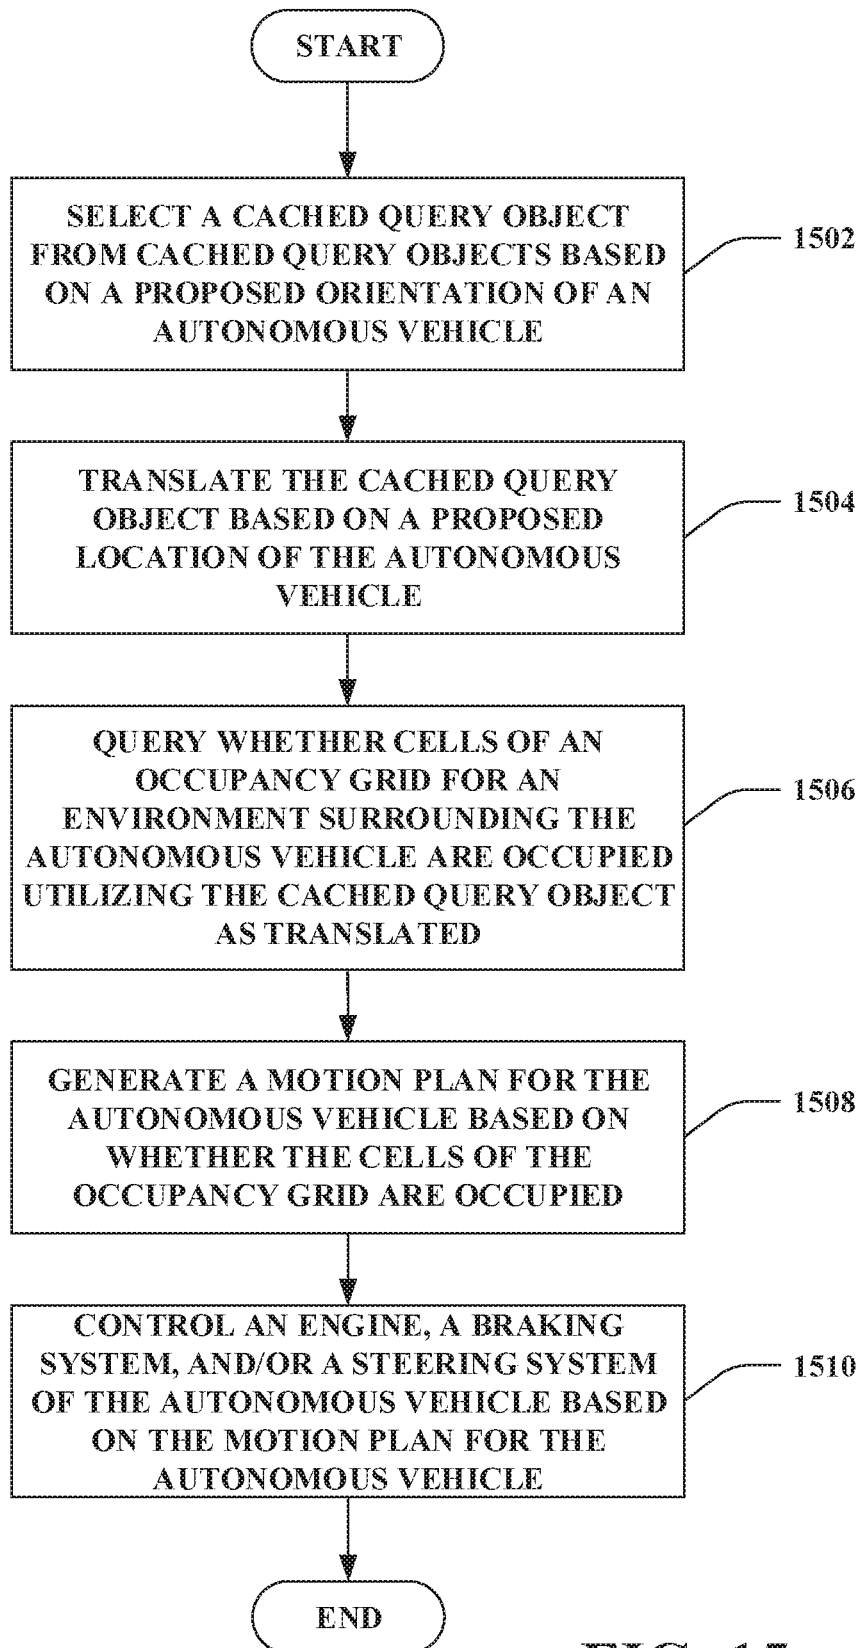 START
SELECT A CACHED QUERY OBJECT
FROM CACHED QUERY OBJECTS BASED
ON A PROPOSED ORIENTATION OF AN
AUTONOMOUS VEHICLE
1502
TRANSLATE THE CACHED QUERY
OBJECT BASED ON A PROPOSED
LOCATION OF THE AUTONOMOUS
VEHICLE
1504
QUERY WHETHER CELLS OF AN
OCCUPANCY GRID FOR AN
ENVIRONMENT SURROUNDING THE
AUTONOMOUS VEHICLE ARE OCCUPIED
UTILIZING THE CACHED QUERY OBJECT
AS TRANSLATED
1506
GENERATE A MOTION PLAN FOR THE
AUTONOMOUS VEHICLE BASED ON
WHETHER THE CELLS OF THE
OCCUPANCY GRID ARE OCCUPIED
1508
CONTROL AN ENGINE, A BRAKING
SYSTEM, AND/OR A STEERING SYSTEM
OF THE AUTONOMOUS VEHICLE BASED
ON THE MOTION PLAN FOR THE
AUTONOMOUS VEHICLE
1510
END